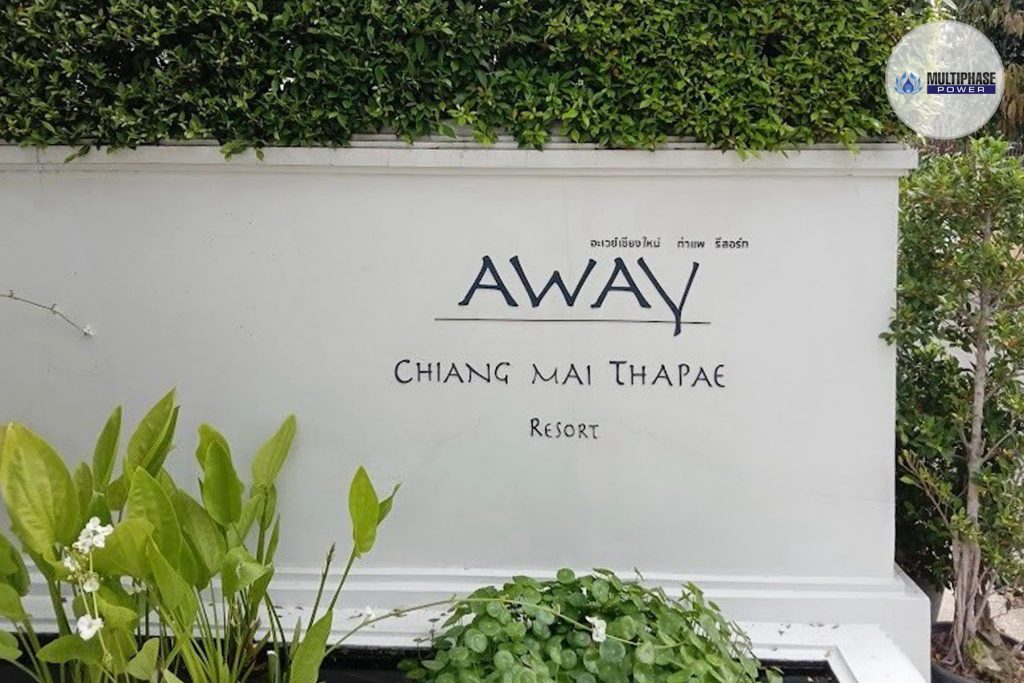 MULTIPHASE
POWER
อะเวย์เชียงใหม่ ท่าแพ รีสอร์ท
AWAY
CHIANG MAI THAPAE
RESORT